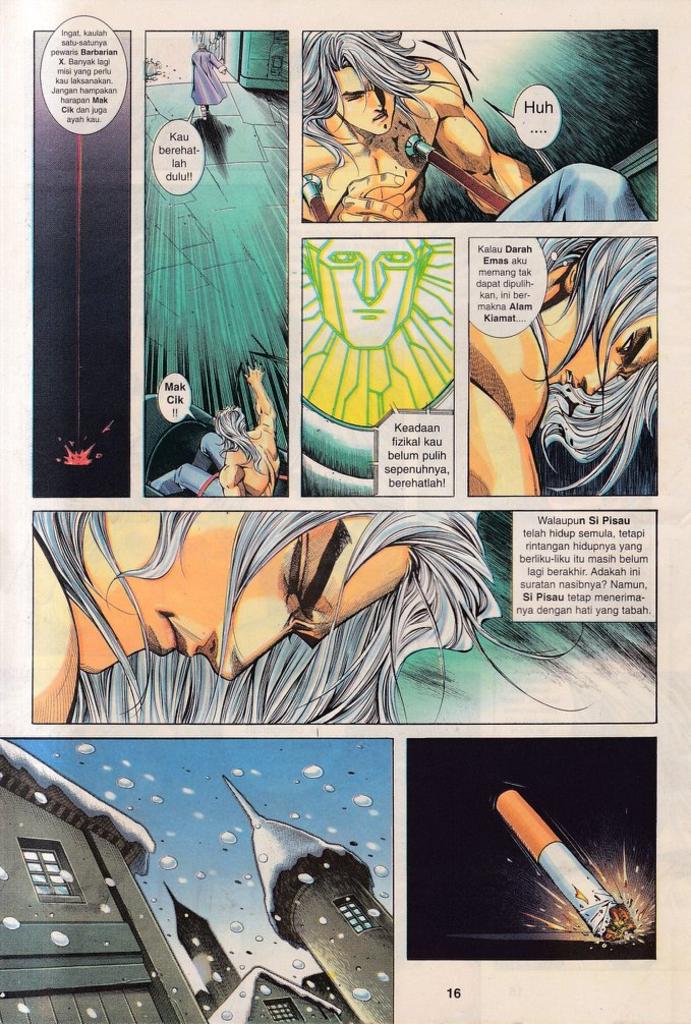 Ingat, kaulah
satu-satunya
pewaris Barbarian
X. Banyak lagi
misi yang perlu
kau laksanakan.
Jangan hampakan
harapan Mak
Cik dan juga
ayah kau.
Kau
berehat-
lah
dulu!!
Mak
Cik
!!
Huh
....
Keadaan
fizikal kau
belum pulih
sepenuhnya,
berehatlah!
Kalau Darah
Emas aku
memang tak
dapat dipulih-
kan, ini ber-
makna Alam
Kiamat....
Walaupun Si Pisau
telah hidup semula, tetapi
rintangan hidupnya yang
berliku-liku itu masih belum
lagi berakhir. Adakah ini
suratan nasibnya? Namun,
Si Pisau tetap menerima-
nya dengan hati yang tabah.
16